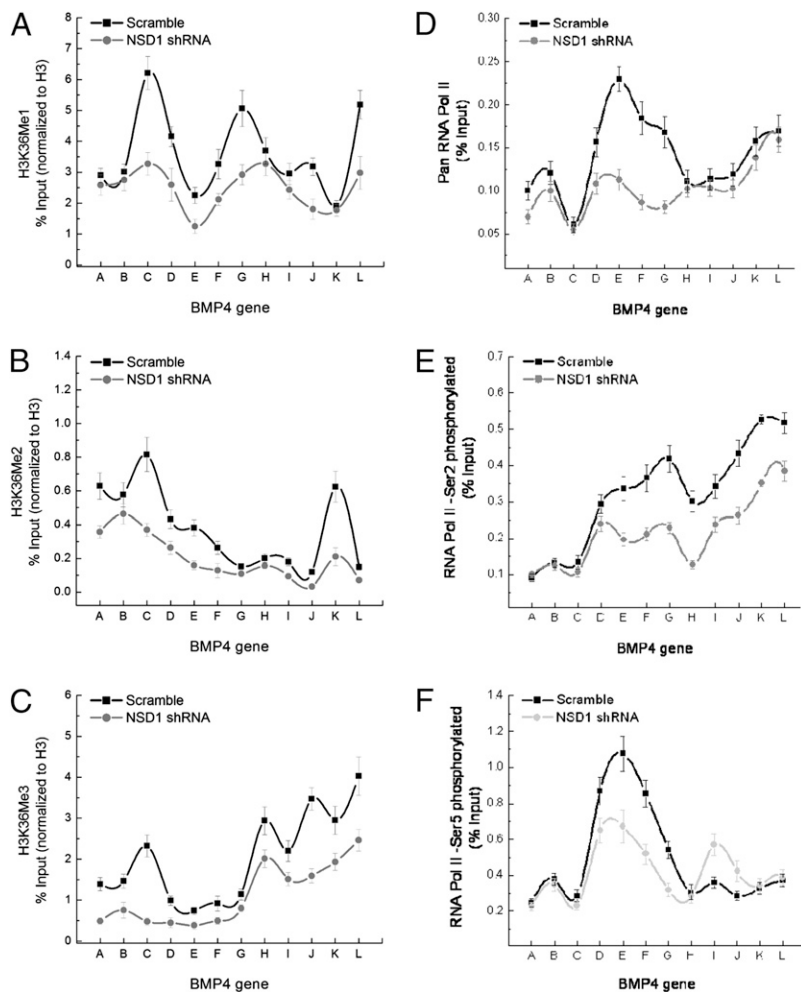 A
Scramble
NSD1 shRNA
8
7
6
5
4
3
2
1
0
H3K36Me1
% Input (normalized to H3)
A B C D E F G H I J K L
BMP4 gene
B
Scramble
NSD1 shRNA
1.4
1.2
1.0
0.8
0.6
0.4
0.2
0.0
H3K36Me2
% Input (normalized to H3)
A B C D E F G H I J K L
BMP4 gene
C
Scramble
NSD1 shRNA
6
5
4
3
2
1
0
H3K36Me3
% Input (normalized to H3)
A B C D E F G H I J K L
BMP4 gene
D
Scramble
NSD1 shRNA
0.30
0.25
0.20
0.15
0.10
0.05
Pan RNA Pol II
(% Input)
A B C D E F G H I J K L
BMP4 gene
E
Scramble
NSD1 shRNA
0.7
0.6
0.5
0.4
0.3
0.2
0.1
RNA Pol II -Ser2 phosphorylated
(% Input)
A B C D E F G H I J K L
BMP4 gene
F
Scramble
NSD1 shRNA
1.4
1.2
1.0
0.8
0.6
0.4
0.2
RNA Pol II -Ser5 phosphorylated
(% Input)
A B C D E F G H I J K L
BMP4 gene